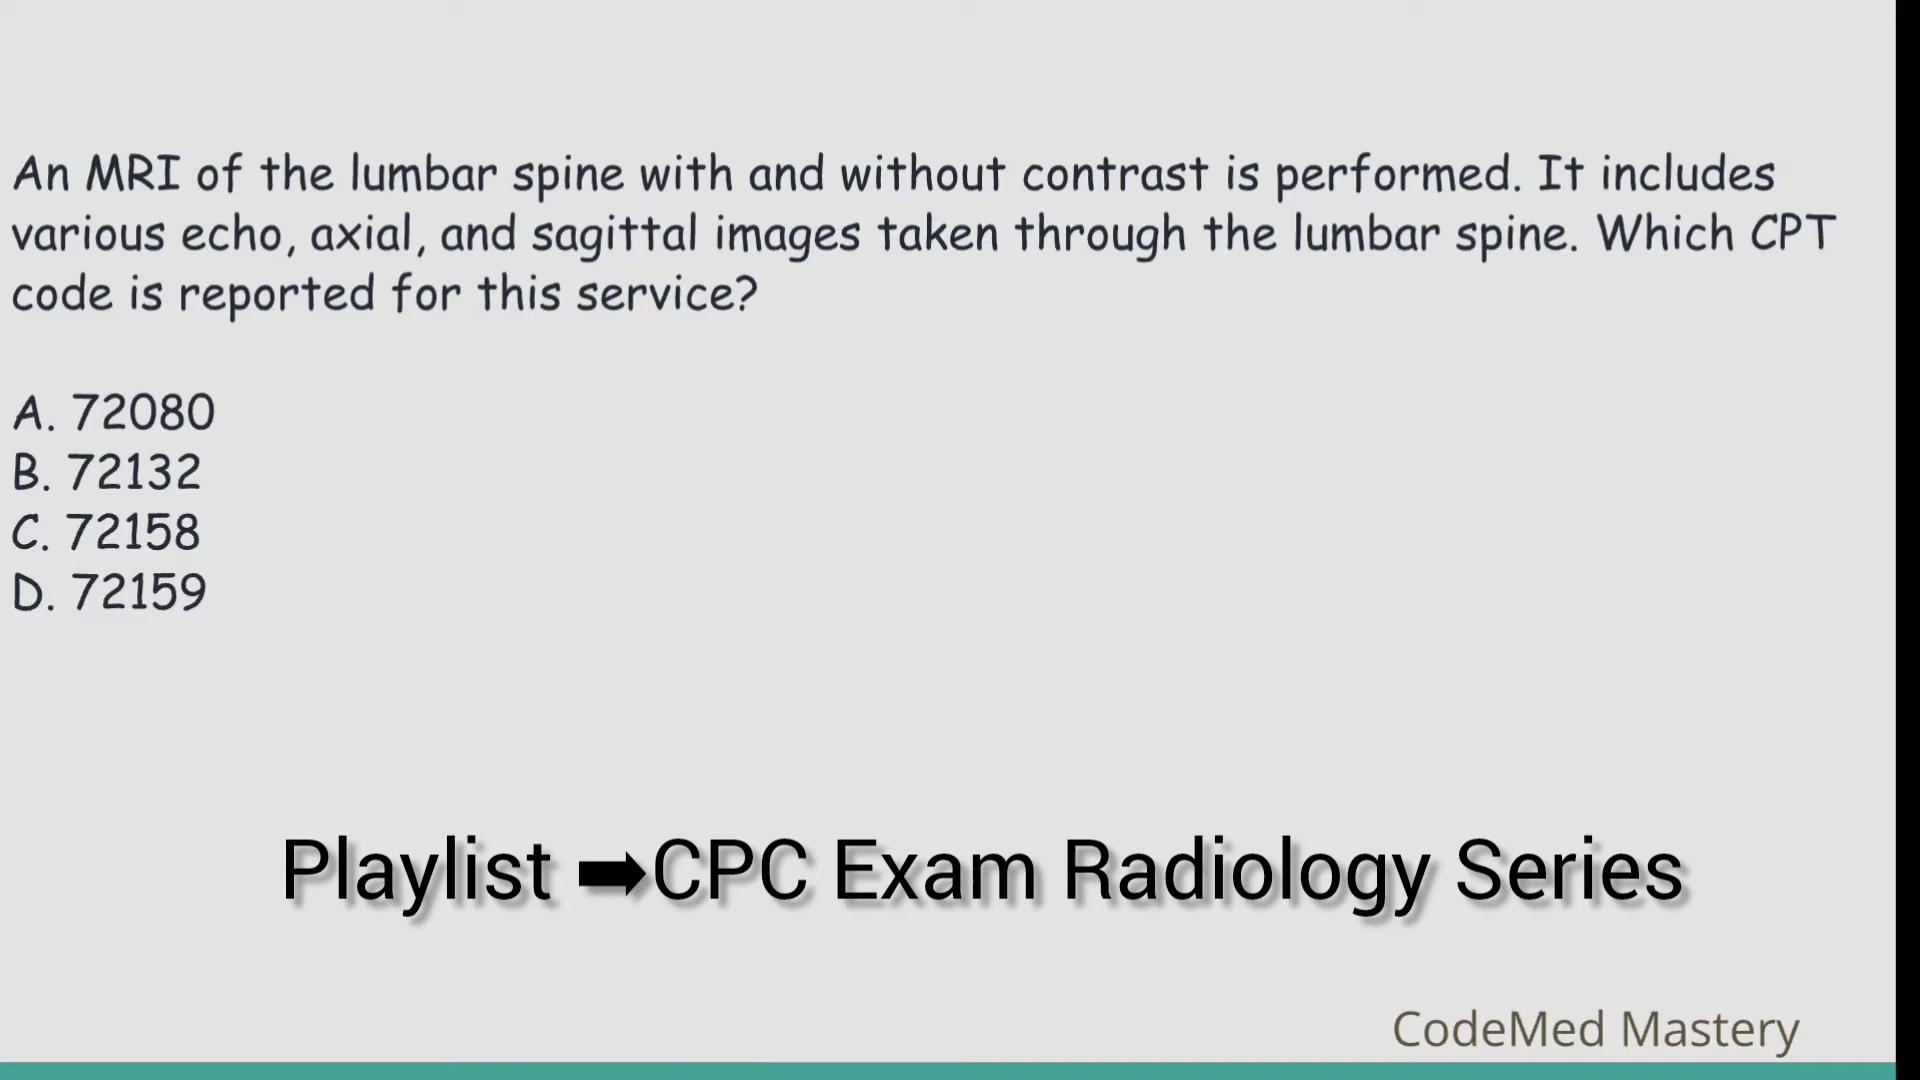 An MRI of the lumbar spine with and without contrast is performed. It includes
various echo, axial, and sagittal images taken through the lumbar spine. Which CPT
code is reported for this service?
A. 72080
B. 72132
C. 72158
D. 72159
Playlist ➡CPC Exam Radiology Series
CodeMed Mastery